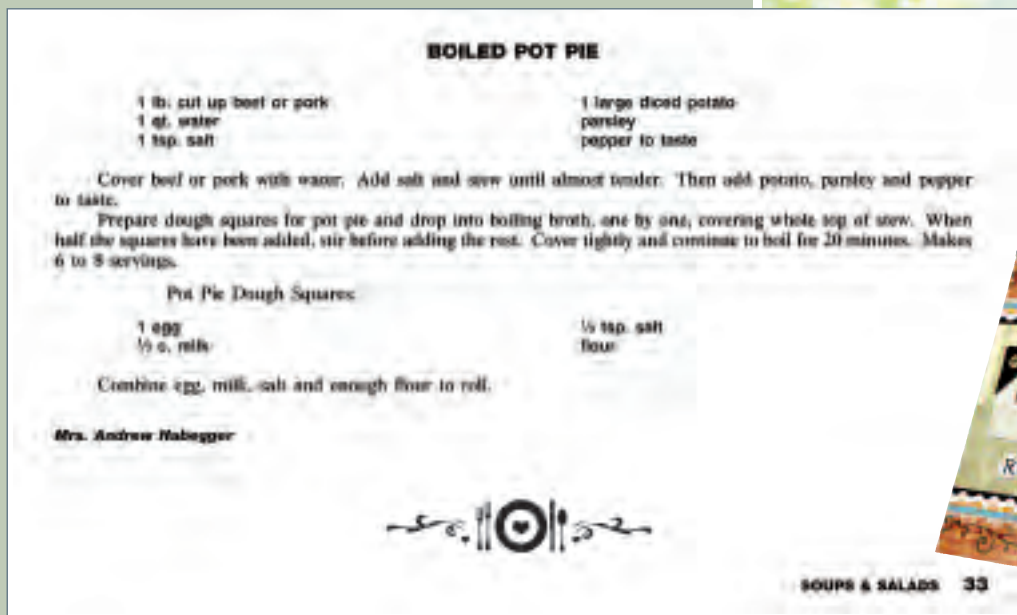 BOILED POT PIE
1 lb. cut up beef or pork
1 qt. water
1 tsp. salt
1 large diced potato
parsley
pepper to taste
Cover beef or pork with water. Add salt and stew until almost tender. Then add potato, parsley and pepper
to taste.
Prepare dough squares for pot pie and drop into boiling broth, one by one, covering whole top of stew. When
half the squares have been added, stir before adding the rest. Cover tightly and continue to boil for 20 minutes. Makes
6 to 8 servings.
Pot Pie Dough Squares
1 egg
c. milk
tsp. salt
flour
Combine egg, milk, salt and enough flour to roll.
Mrs. Andrew Habegger
SOUPS & SALADS 33
R